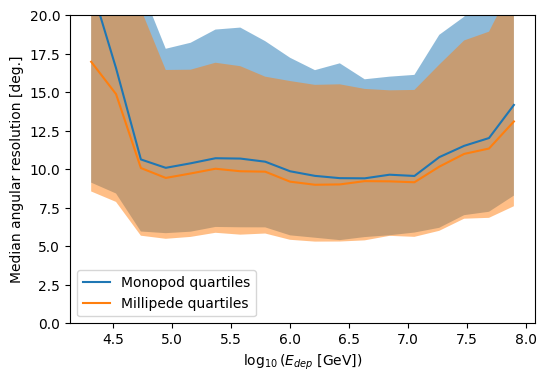 20.0
17.5
15.0
12.5
10.0
7.5
5.0
2.5
0.0
Median angular resolution [deg.]
Monopod quartiles
Millipede quartiles
4.5 5.0 5.5 6.0 6.5 7.0 7.5 8.0
log₁₀(E_dep [GeV])